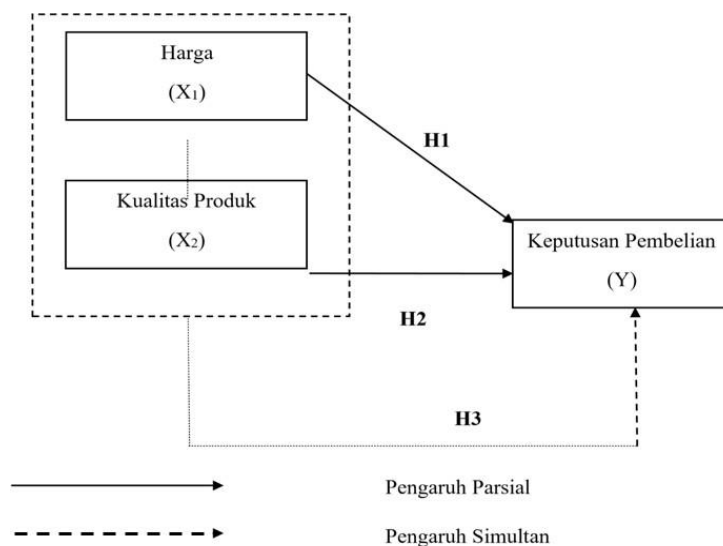 Harga
(X₁)
H1
Kualitas Produk
(X₂)
Keputusan Pembelian
(Y)
H2
H3
Pengaruh Parsial
Pengaruh Simultan